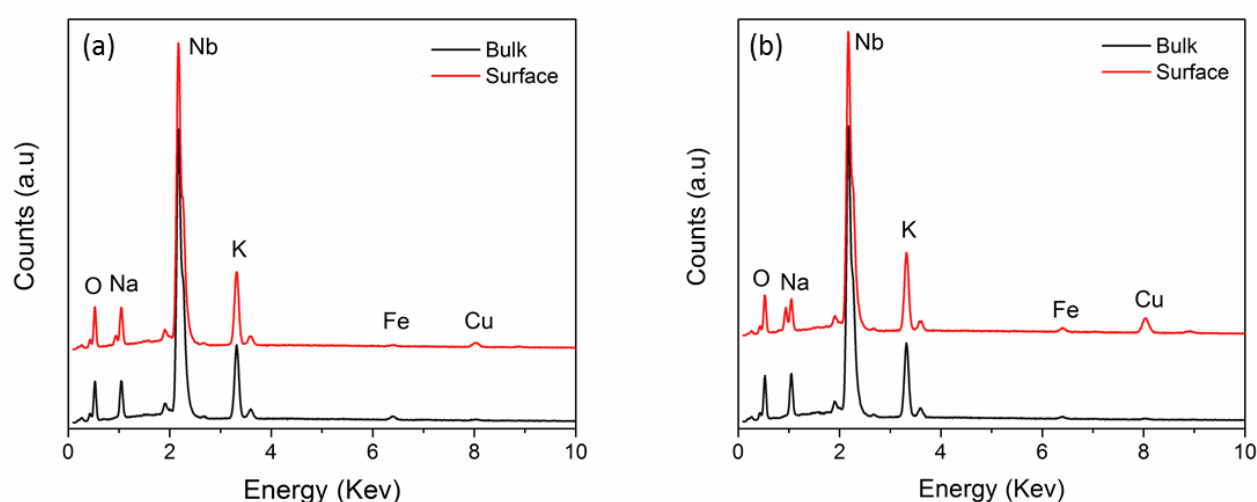 (a)
Nb
Bulk
Surface
Counts (a.u)
O
Na
K
Fe
Cu
0 2 4 6 8 10
Energy (Kev)
(b)
Nb
Bulk
Surface
Counts (a.u)
O
Na
K
Fe
Cu
0 2 4 6 8 10
Energy (Kev)